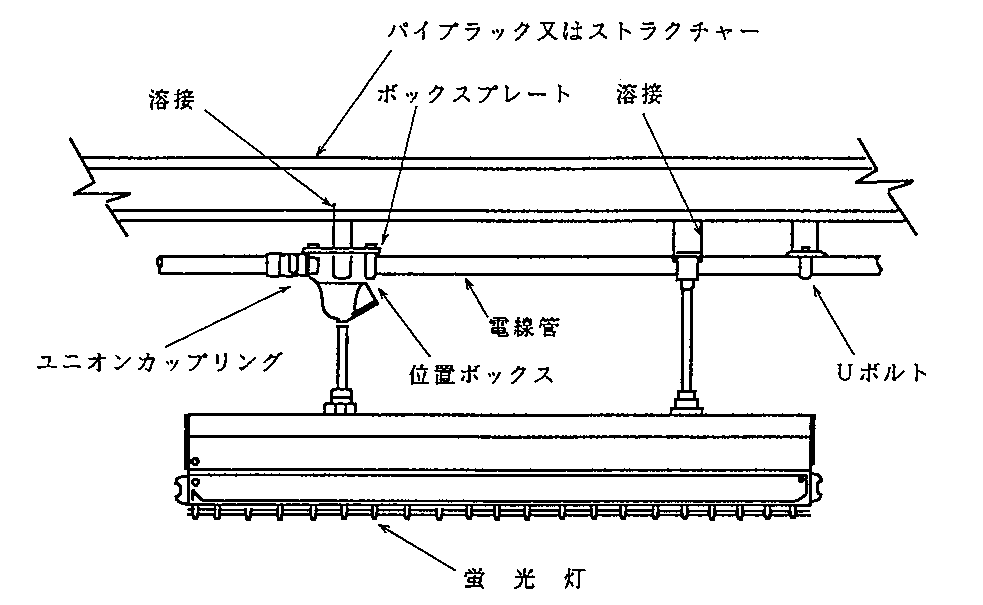 パイプラック又はストラクチャー
溶接
ボックスプレート
溶接
電線管
ユニオンカップリング
位置ボックス
Uボルト
蛍光灯